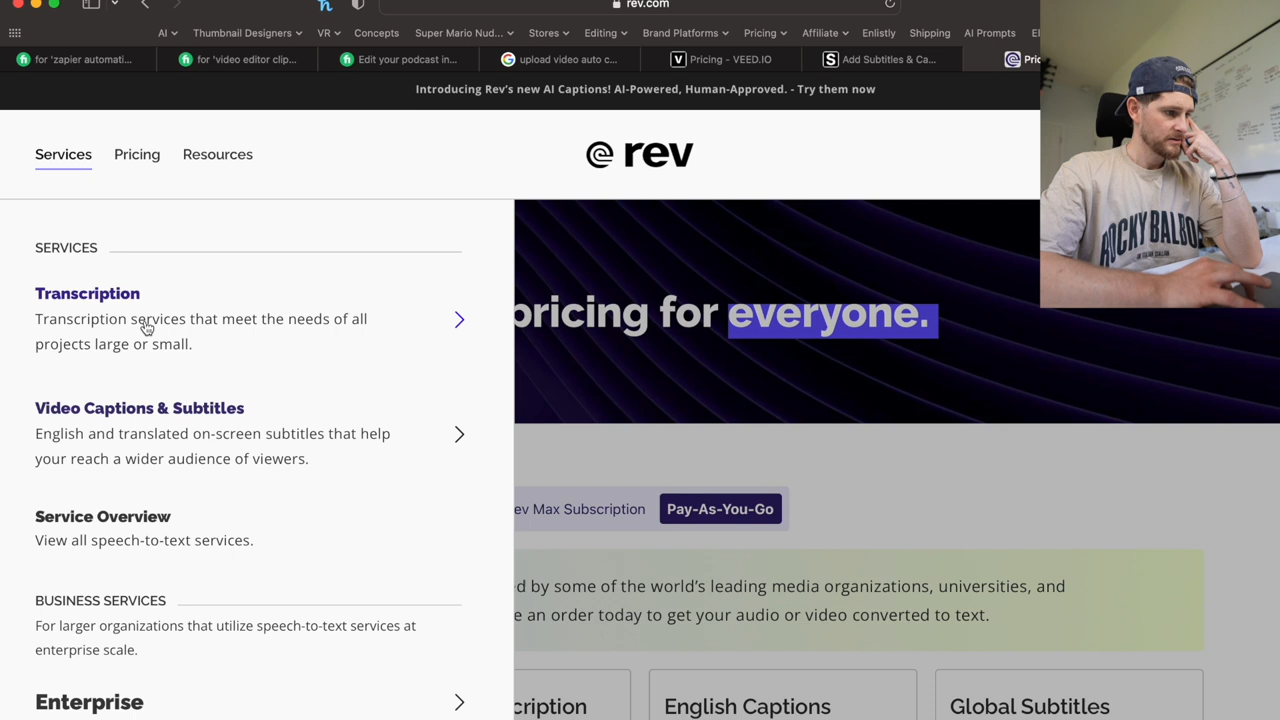 rev.com
AI
Thumbnail Designers
VR
Concepts
Super Mario Nud...
Stores
Editing
Brand Platforms
Pricing
Affiliate
Enlistly
Shipping
AI Prompts
for 'zapier automati...
for 'video editor clip...
Edit your podcast in...
upload video auto c...
Pricing - VEED.IO
Add Subtitles & Ca...
Introducing Rev's new AI Captions! AI-Powered, Human-Approved. - Try them now
Services
Pricing
Resources
rev
SERVICES
Transcription
Transcription services that meet the needs of all
projects large or small.
Video Captions & Subtitles
English and translated on-screen subtitles that help
your reach a wider audience of viewers.
Service Overview
View all speech-to-text services.
BUSINESS SERVICES
For larger organizations that utilize speech-to-text services at
enterprise scale.
Enterprise
pricing for everyone.
ev Max Subscription
Pay-As-You-Go
d by some of the world's leading media organizations, universities, and
e an order today to get your audio or video converted to text.
cription
English Captions
Global Subtitles
ROCKY BALBO